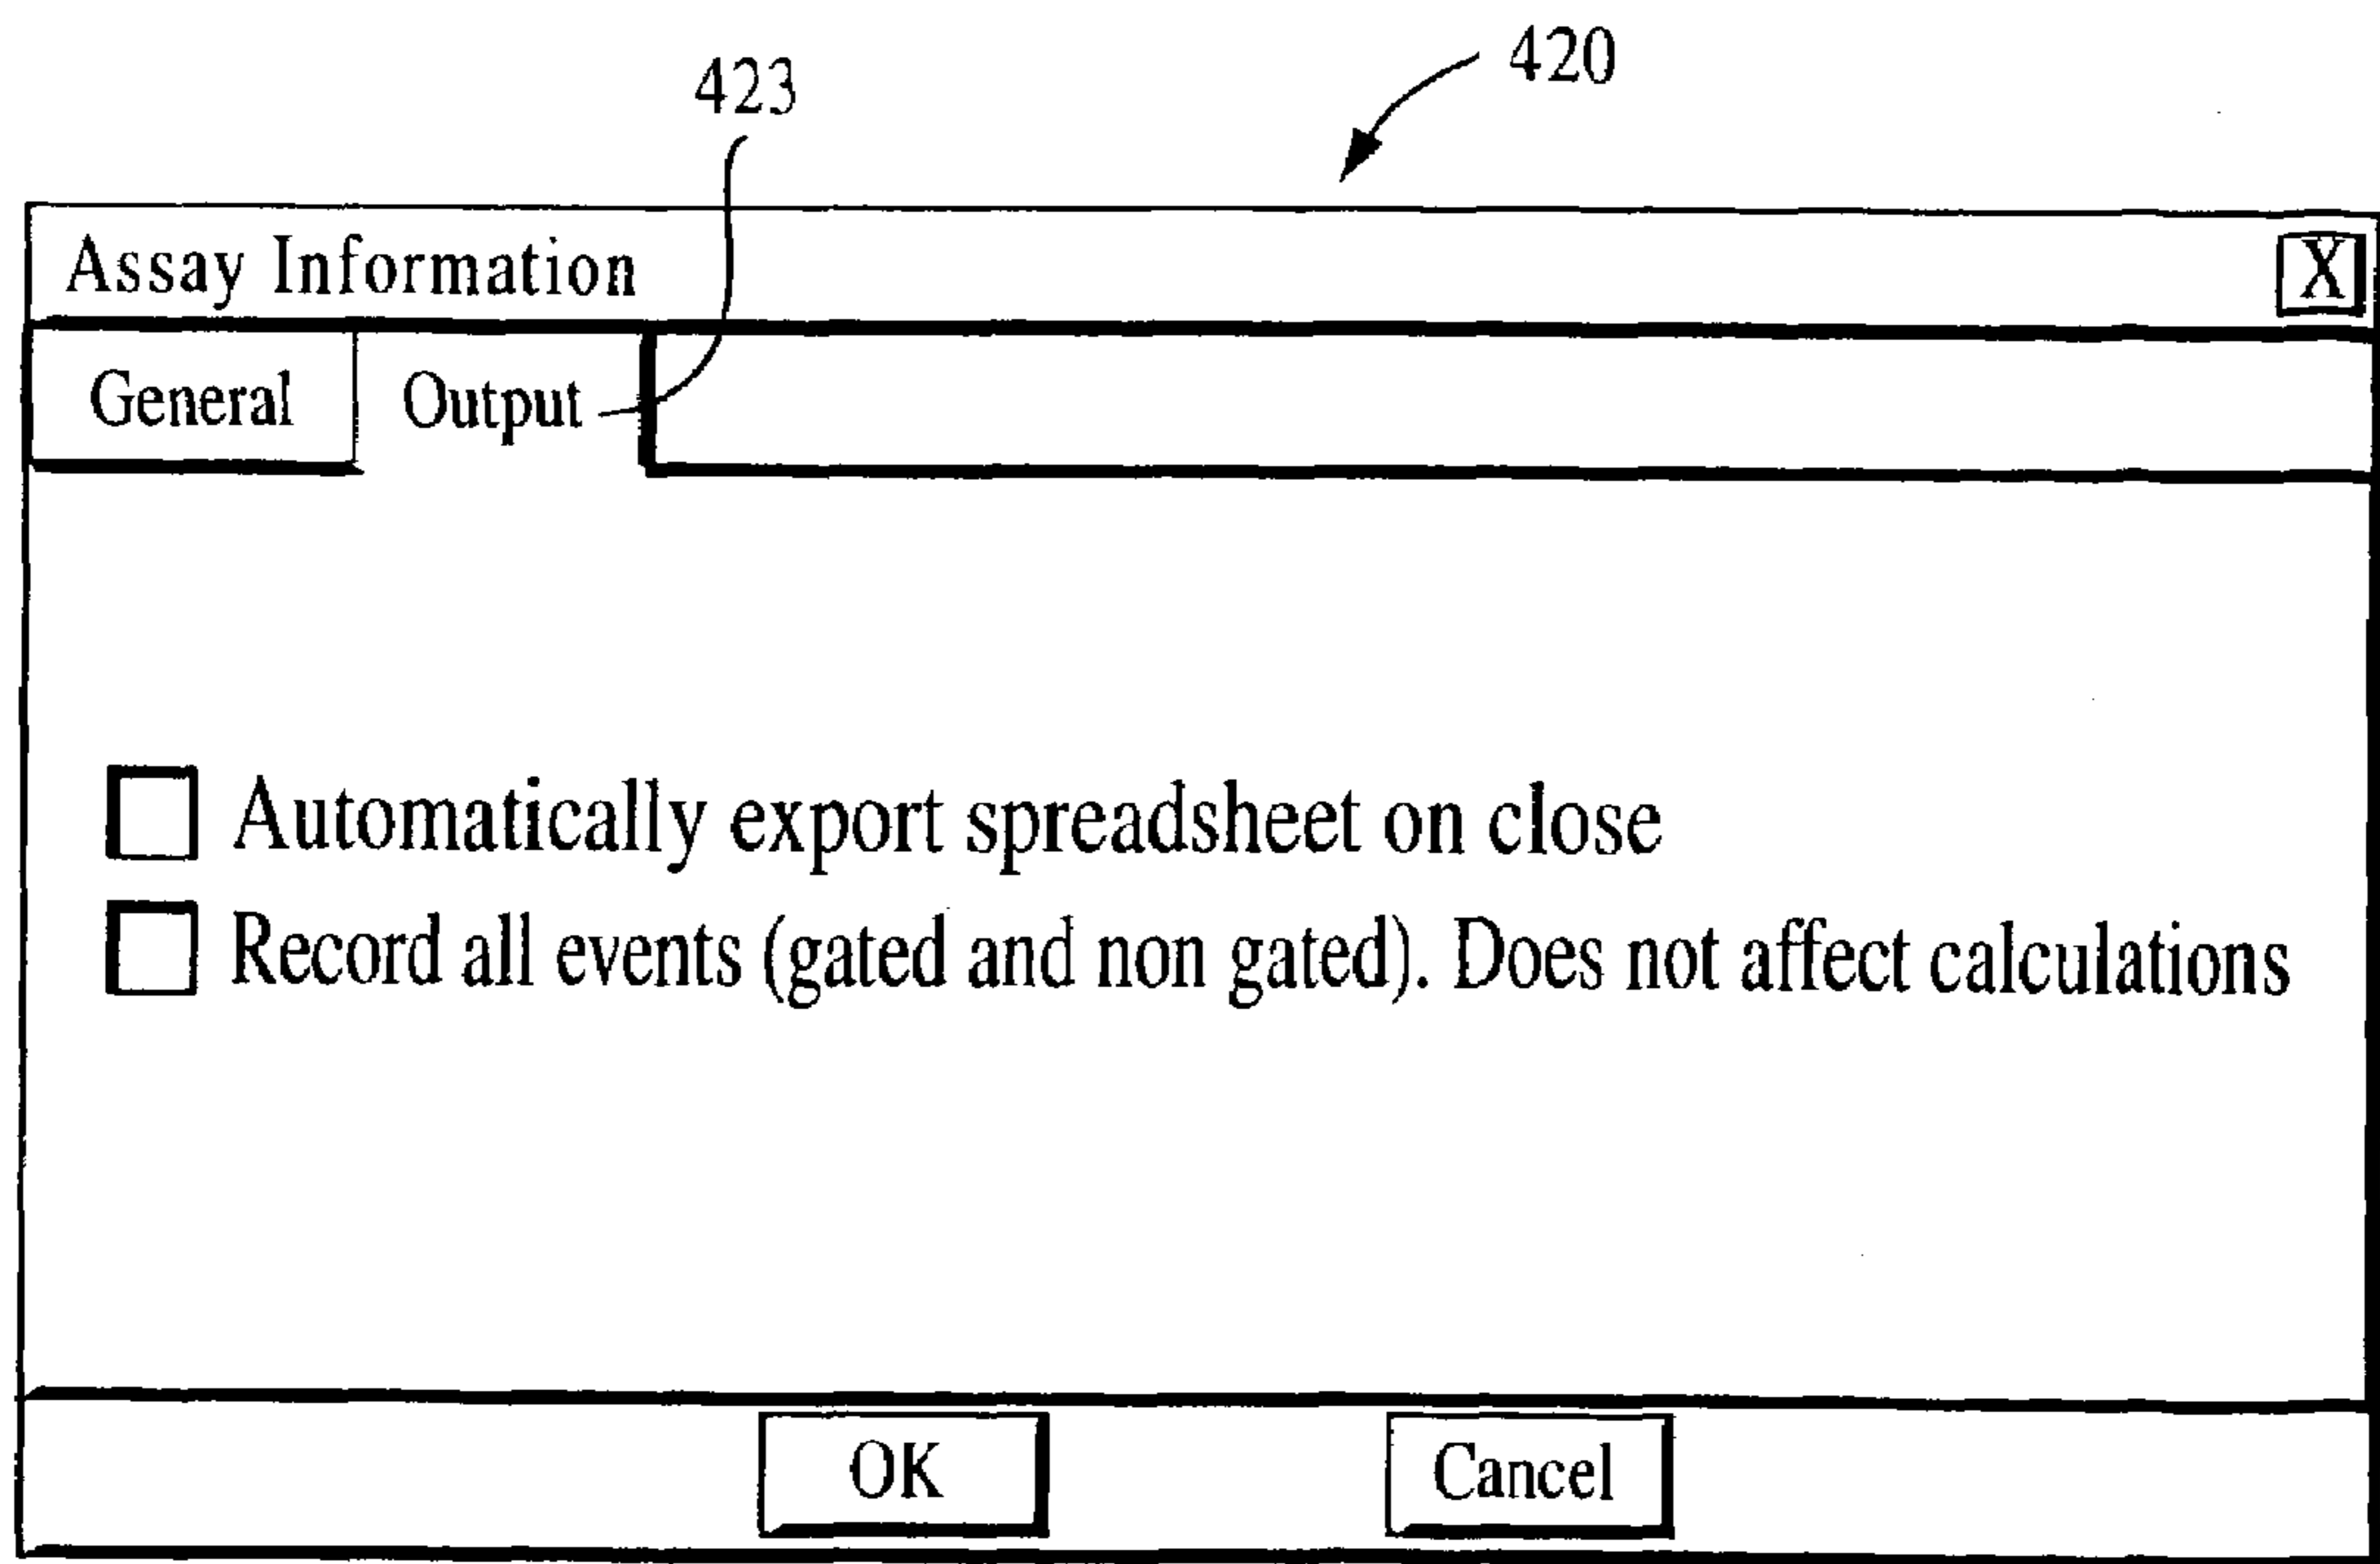 420
423
Assay Information X
General Output
Automatically export spreadsheet on close
Record all events (gated and non gated). Does not affect calculations
OK Cancel